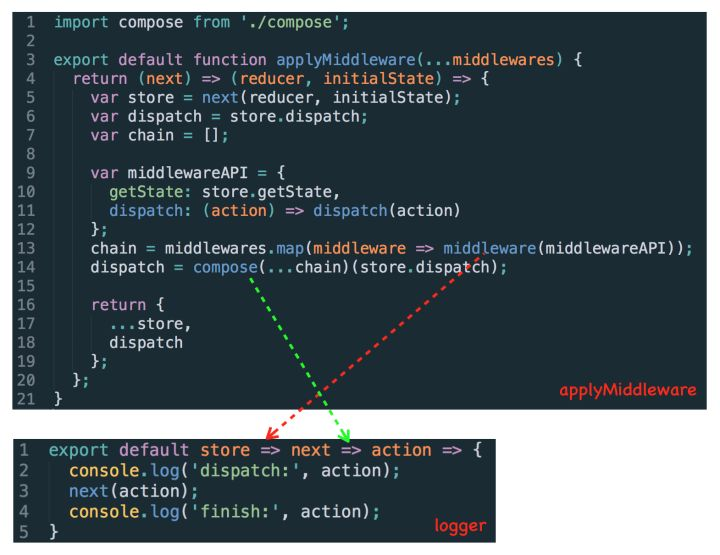 1 import compose from './compose';
2
3 export default function applyMiddleware(...middlewares) {
4   return (next) => (reducer, initialState) => {
5     var store = next(reducer, initialState);
6     var dispatch = store.dispatch;
7     var chain = [];
8
9     var middlewareAPI = {
10       getState: store.getState,
11       dispatch: (action) => dispatch(action)
12     };
13     chain = middlewares.map(middleware => middleware(middlewareAPI));
14     dispatch = compose(...chain)(store.dispatch);
15
16     return {
17       ...store,
18       dispatch
19     };
20   };
21 }
applyMiddleware
1 export default store => next => action => {
2   console.log('dispatch:', action);
3   next(action);
4   console.log('finish:', action);
5 }
logger